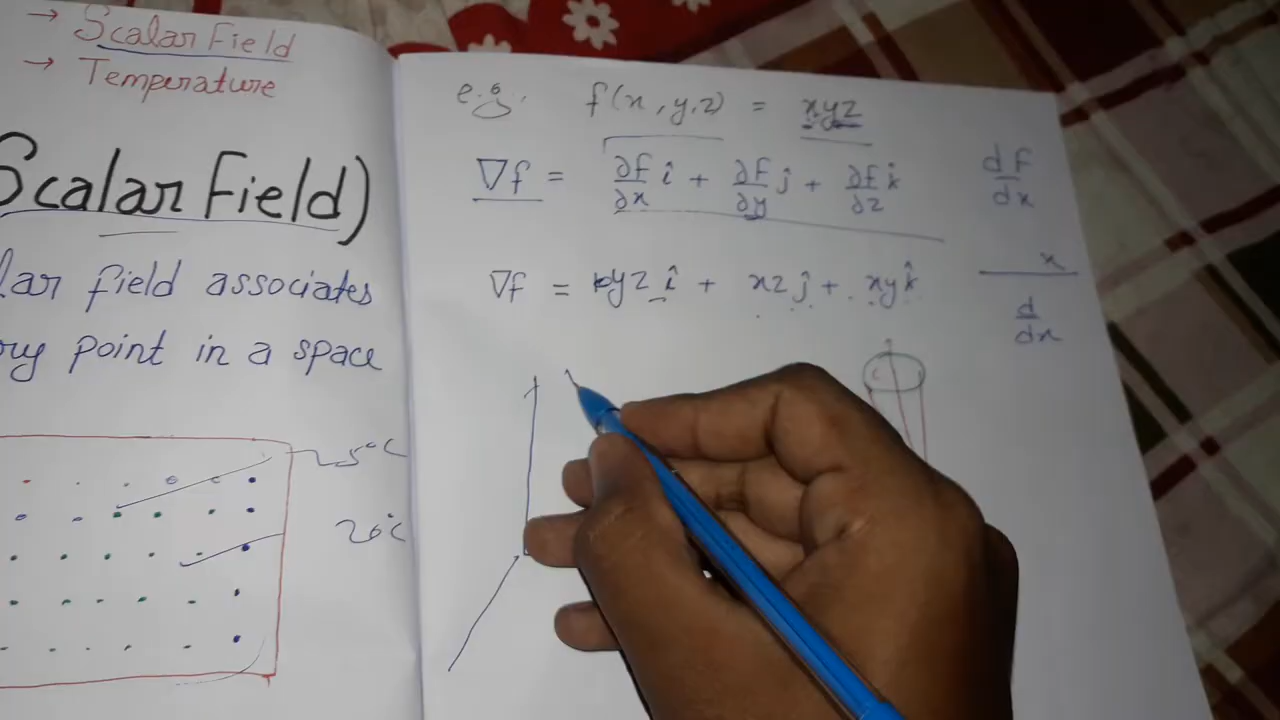 → Scalar Field
→ Temperature
Scalar Field)
lar field associates
ry point in a space
25°C
20°C
e.g. f(x, y, z) = xyz
∇f = ∂f/∂x i + ∂f/∂y j + ∂f/∂z k
∇f = yz î + xz j + xy k̂
df/dx
x
d/dx